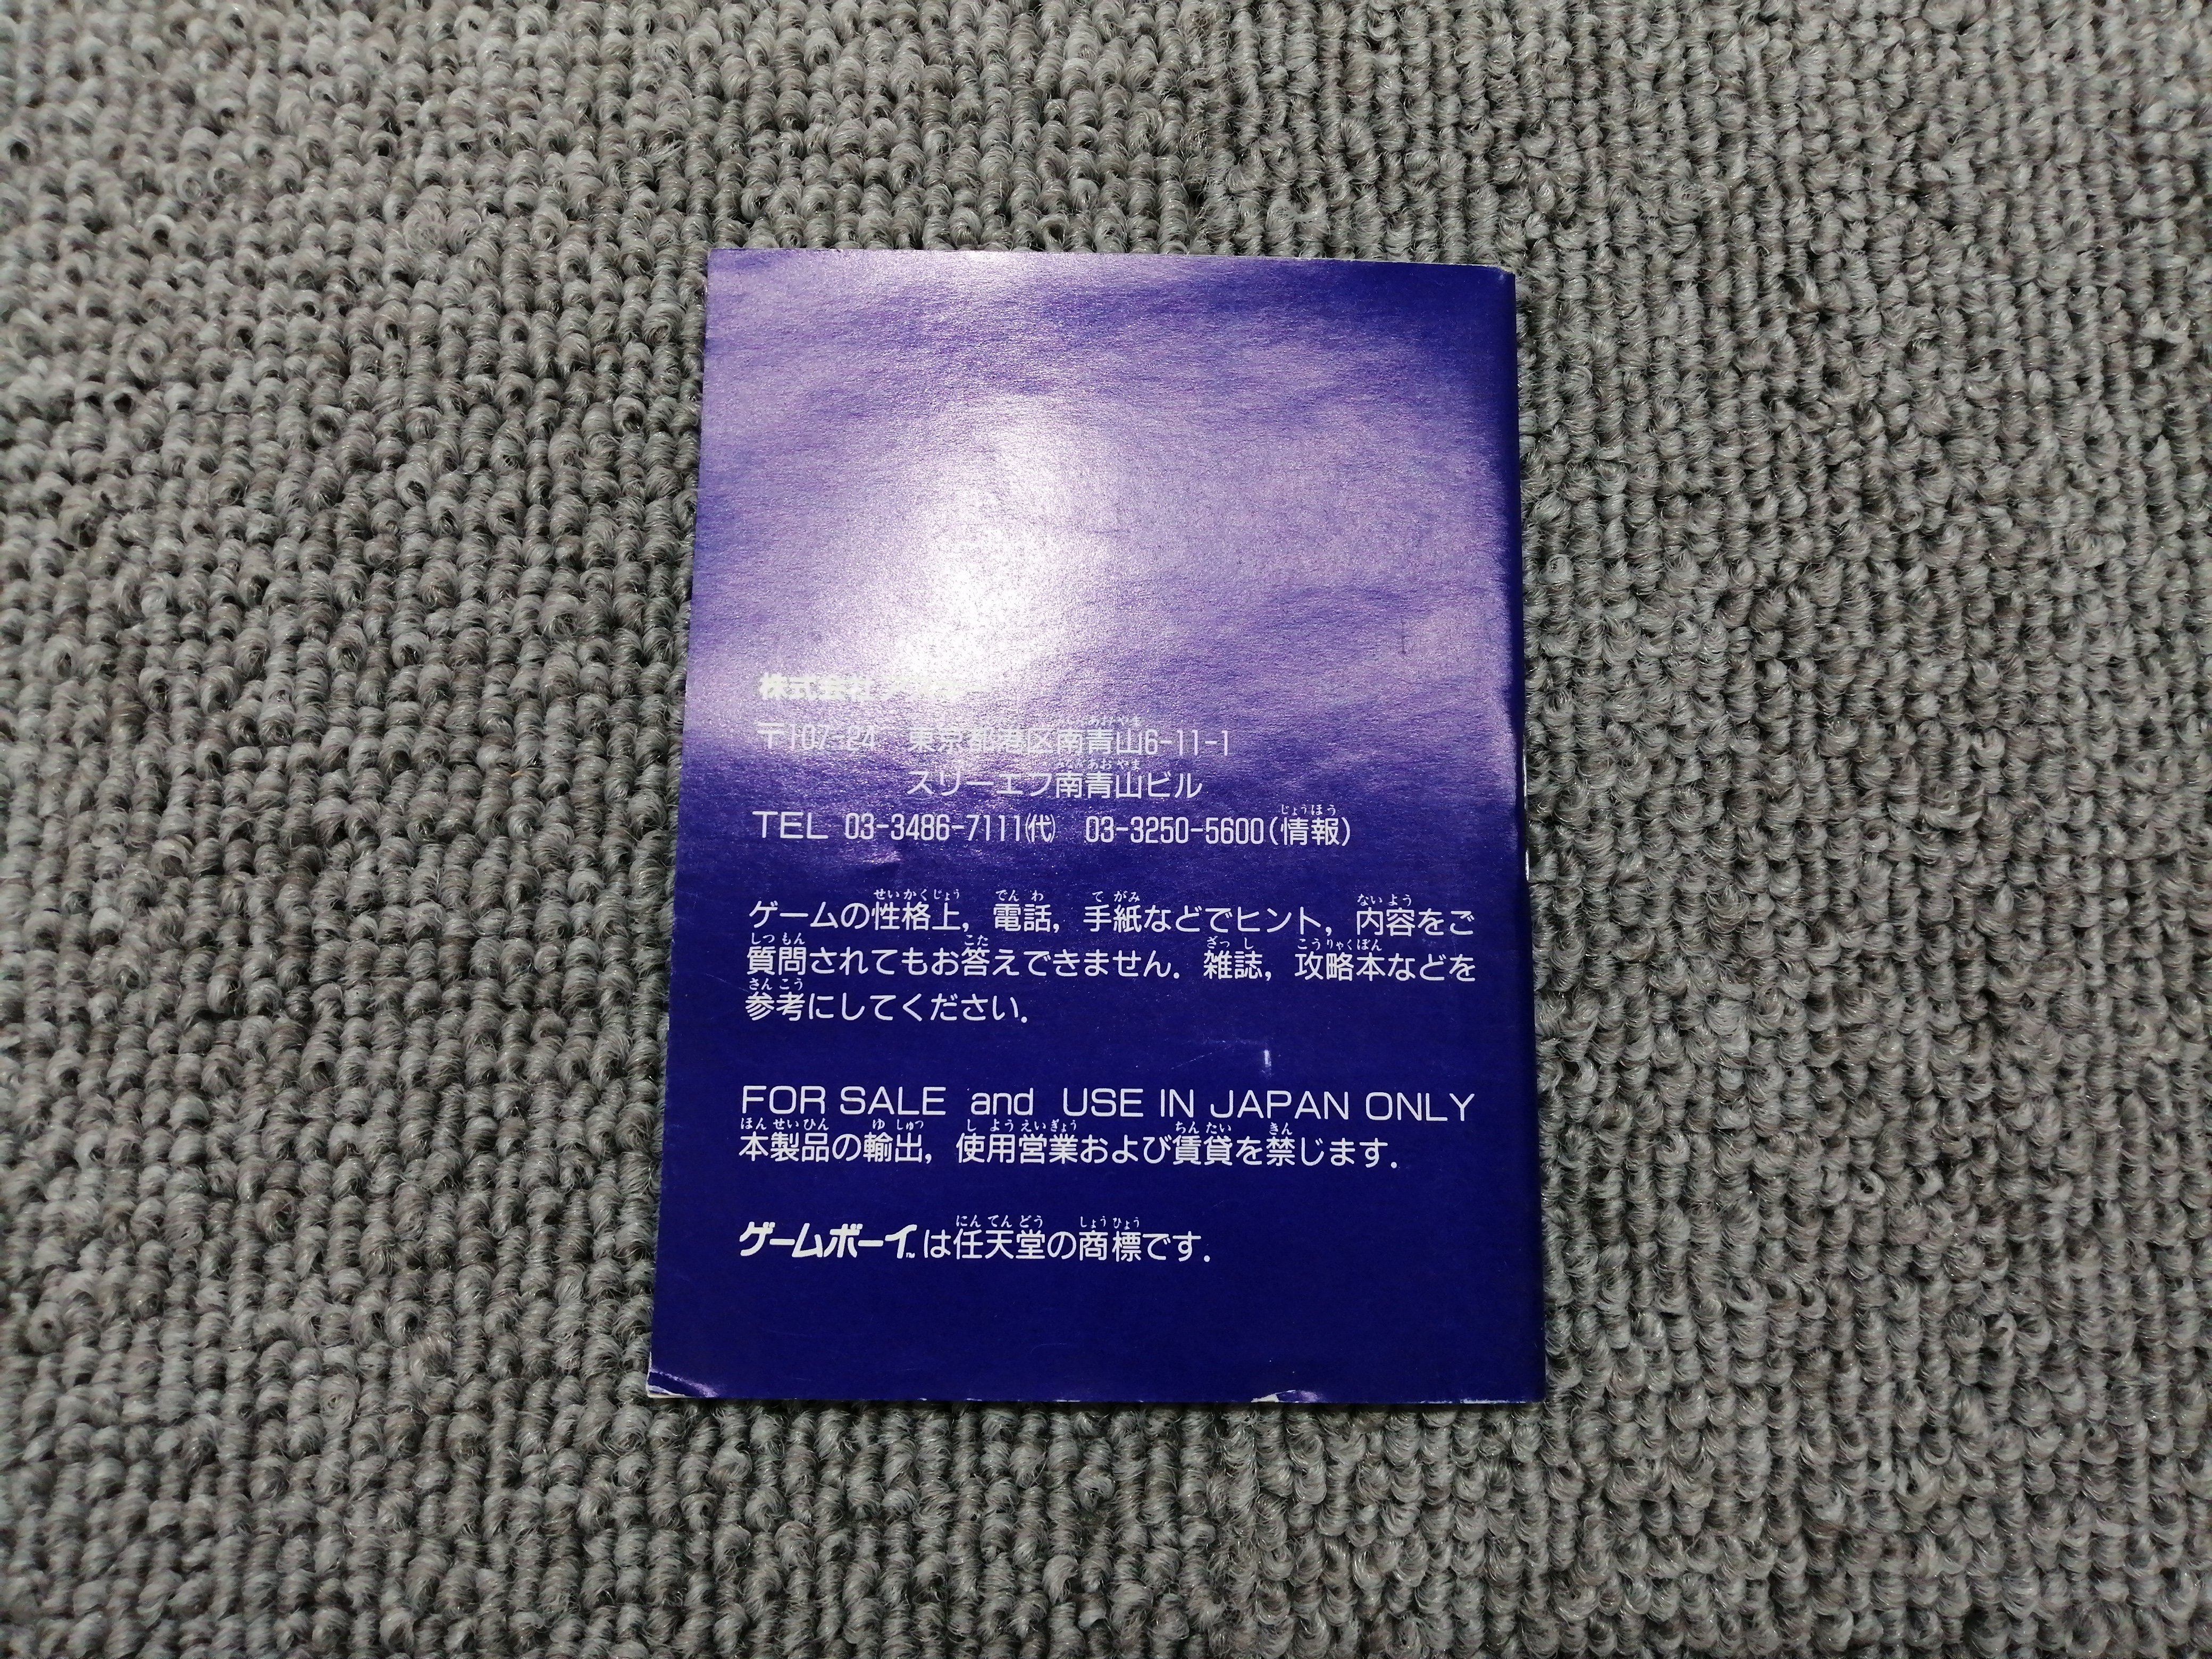 株式会社
〒107-24 東京都港区南青山6-11-1
スリーエフ南青山ビル
TEL 03-3486-7111(代) 03-3250-5600(情報)
ゲームの性格上，電話，手紙などでヒント，内容をご
質問されてもお答えできません．雑誌，攻略本などを
参考にしてください．
FOR SALE and USE IN JAPAN ONLY
本製品の輸出，使用営業および賃貸を禁じます．
ゲームボーイ™は任天堂の商標です．